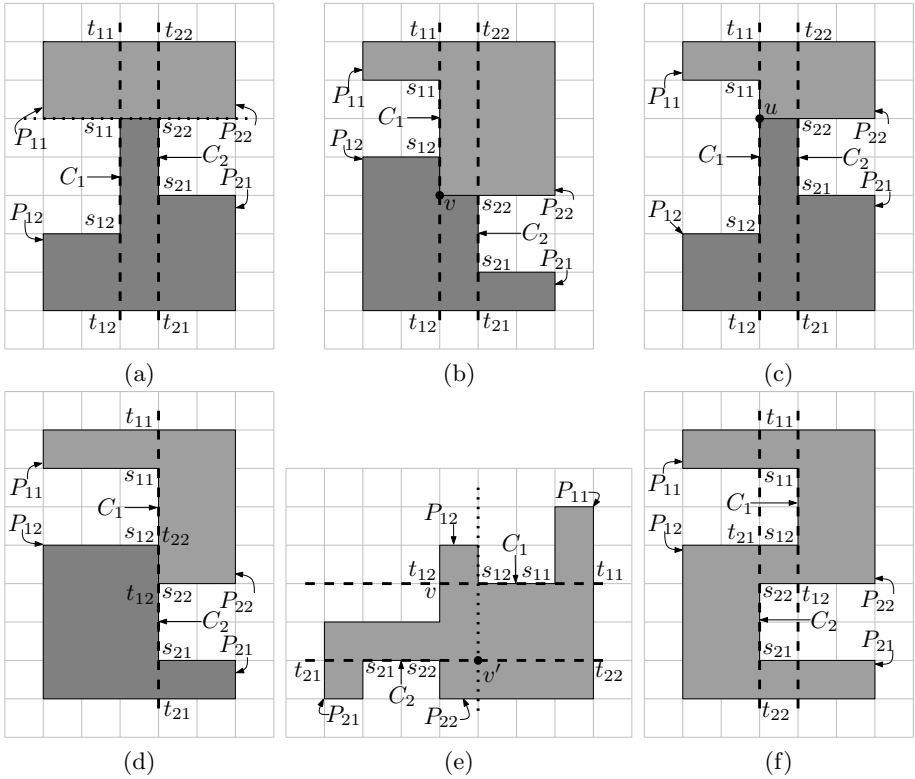 t₁₁ t₂₂ t₁₁ t₂₂ t₁₁ t₂₂
P₁₁ s₁₁ s₂₂ P₂₂ P₁₁ s₁₁ P₁₁ s₁₁ u s₂₂ P₂₂
C₂ C₁ C₁ C₂
C₁ s₂₁ P₂₁ P₁₂ s₁₂ s₂₁ P₂₁
P₁₂ s₁₂ v s₂₂ P₂₂ P₁₂ s₁₂
C₂
s₂₁ P₂₁
t₁₂ t₂₁ t₁₂ t₂₁ t₁₂ t₂₁
(a) (b) (c)
t₁₁ t₁₁
P₁₁ s₁₁ P₁₁ P₁₁ s₁₁
C₁ C₁
P₁₂ s₁₂ t₂₂ P₁₂ C₁ P₁₂ t₂₁ s₁₂
t₁₂ s₂₂ P₂₂ t₁₂ v s₁₂ s₁₁ t₁₁ s₂₂ t₁₂ P₂₂
C₂ C₂
s₂₁ P₂₁ t₂₁ s₂₁ s₂₂ v′ t₂₂ s₂₁ P₂₁
C₂
t₂₁ P₂₁ P₂₂ t₂₂
(d) (e) (f)